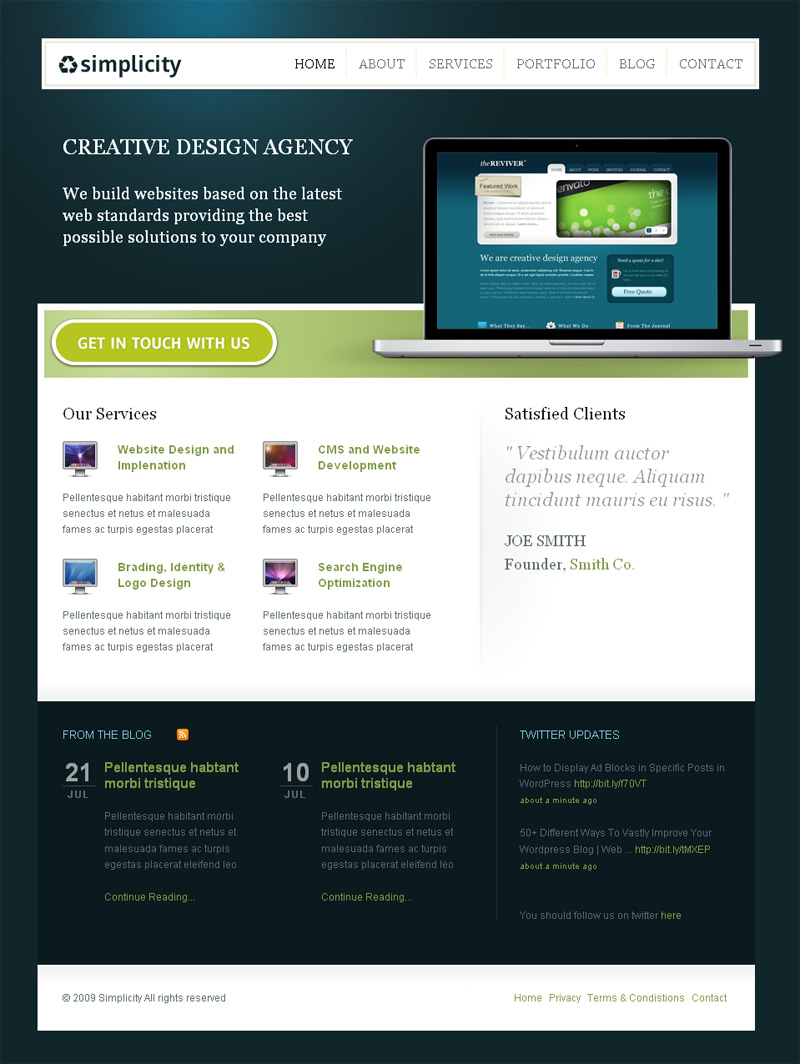 simplicity
HOME ABOUT SERVICES PORTFOLIO BLOG CONTACT
CREATIVE DESIGN AGENCY
We build websites based on the latest
web standards providing the best
possible solutions to your company
theREVIVER
HOME ABOUT WORK SERVICES JOURNAL CONTACT
Featured Work
We are creative design agency
Need a quote for a site?
Free Quote
What They Say...
What We Do
From The Journal
GET IN TOUCH WITH US
Our Services
Website Design and
Implenation
Pellentesque habitant morbi tristique
senectus et netus et malesuada
fames ac turpis egestas placerat
CMS and Website
Development
Pellentesque habitant morbi tristique
senectus et netus et malesuada
fames ac turpis egestas placerat
Brading, Identity &
Logo Design
Pellentesque habitant morbi tristique
senectus et netus et malesuada
fames ac turpis egestas placerat
Search Engine
Optimization
Pellentesque habitant morbi tristique
senectus et netus et malesuada
fames ac turpis egestas placerat
Satisfied Clients
" Vestibulum auctor
dapibus neque. Aliquam
tincidunt mauris eu risus. "
JOE SMITH
Founder, Smith Co.
FROM THE BLOG
21
JUL
Pellentesque habtant
morbi tristique
Pellentesque habitant morbi
tristique senectus et netus et
malesuada fames ac turpis
egestas placerat eleifend leo
Continue Reading...
10
JUL
Pellentesque habtant
morbi tristique
Pellentesque habitant morbi
tristique senectus et netus et
malesuada fames ac turpis
egestas placerat eleifend leo
Continue Reading...
TWITTER UPDATES
How to Display Ad Blocks in Specific Posts in
WordPress http://bit.ly/f70VT
about a minute ago
50+ Different Ways To Vastly Improve Your
Wordpress Blog | Web ... http://bit.ly/tMXEP
about a minute ago
You should follow us on twitter here
© 2009 Simplicity All rights reserved
Home Privacy Terms & Condistions Contact